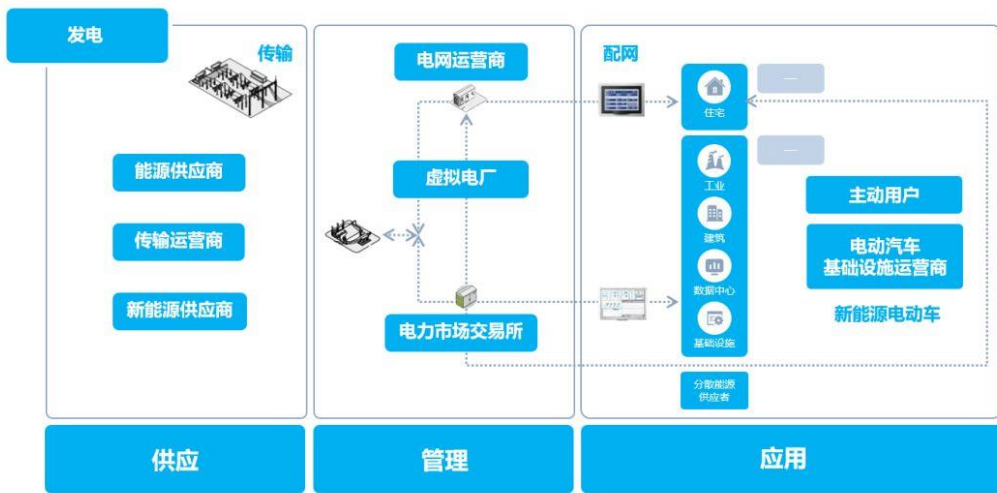 发电
传输
能源供应商
传输运营商
新能源供应商
电网运营商
虚拟电厂
电力市场交易所
配网
住宅
—
—
工业
建筑
数据中心
基础设施
主动用户
电动汽车
基础设施运营商
新能源电动车
分散能源
供应者
供应
管理
应用